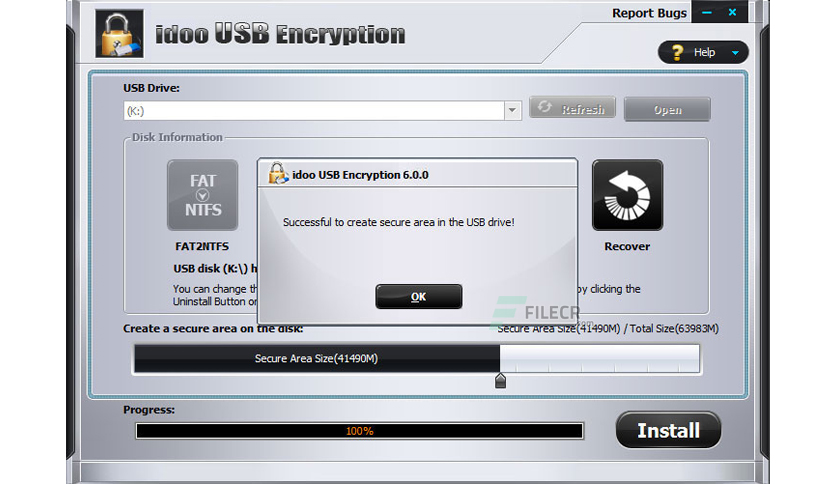 Report Bugs
idoo USB Encryption
Help
USB Drive:
(K:)
Refresh
Open
Disk Information
FAT
NTFS
idoo USB Encryption 6.0.0
Successful to create secure area in the USB drive!
FAT2NTFS
Recover
USB disk (K:\) h
You can change th
by clicking the
Uninstall Button or
OK
FILECR
.com
Create a secure area on the disk:
Secure Area Size(41490M) / Total Size(63983M)
Secure Area Size(41490M)
Progress:
100%
Install